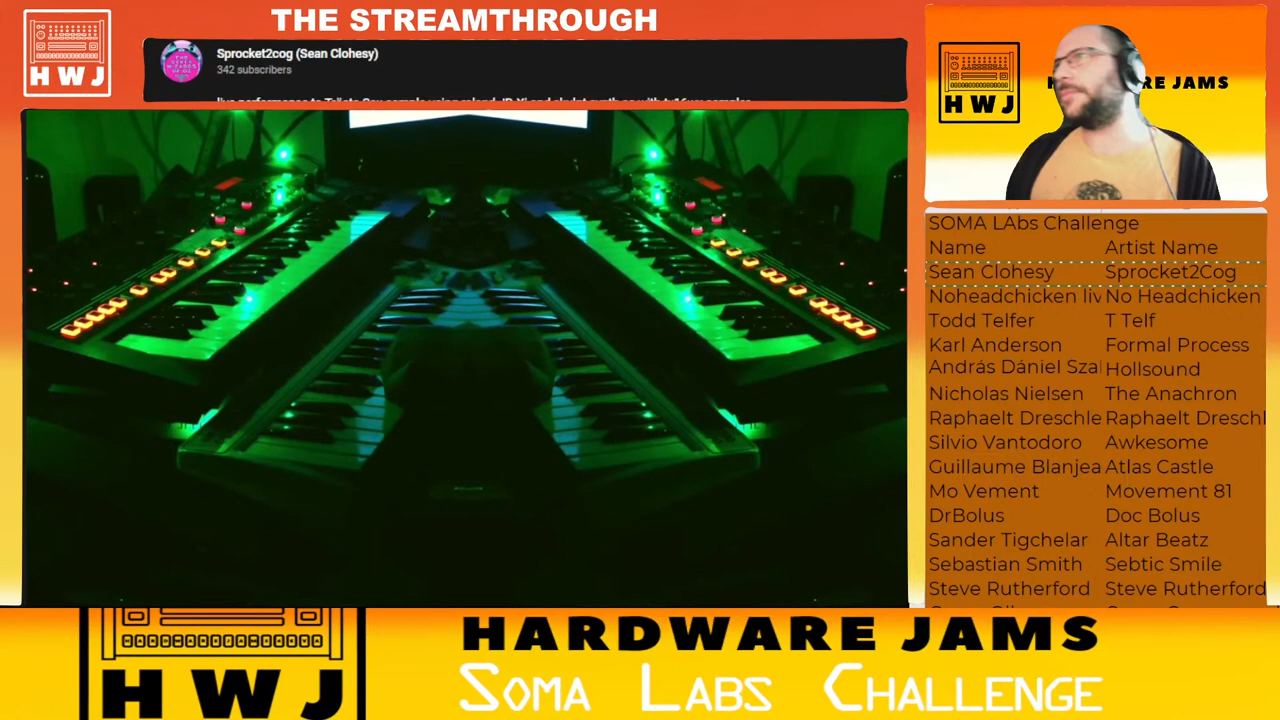 THE STREAMTHROUGH
HWJ
Sprocket2cog (Sean Clohesy)
342 subscribers
HWJ
HARDWARE JAMS
SOMA LAbs Challenge
Name Artist Name
Sean Clohesy Sprocket2Cog
Noheadchicken liv No Headchicken
Todd Telfer T Telf
Karl Anderson Formal Process
András Dániel Szal Hollsound
Nicholas Nielsen The Anachron
Raphaelt Dreschle Raphaelt Dreschl
Silvio Vantodoro Awkesome
Guillaume Blanjea Atlas Castle
Mo Vement Movement 81
DrBolus Doc Bolus
Sander Tigchelar Altar Beatz
Sebastian Smith Sebtic Smile
Steve Rutherford Steve Rutherford
HWJ
HARDWARE JAMS
SOMA LABS CHALLENGE